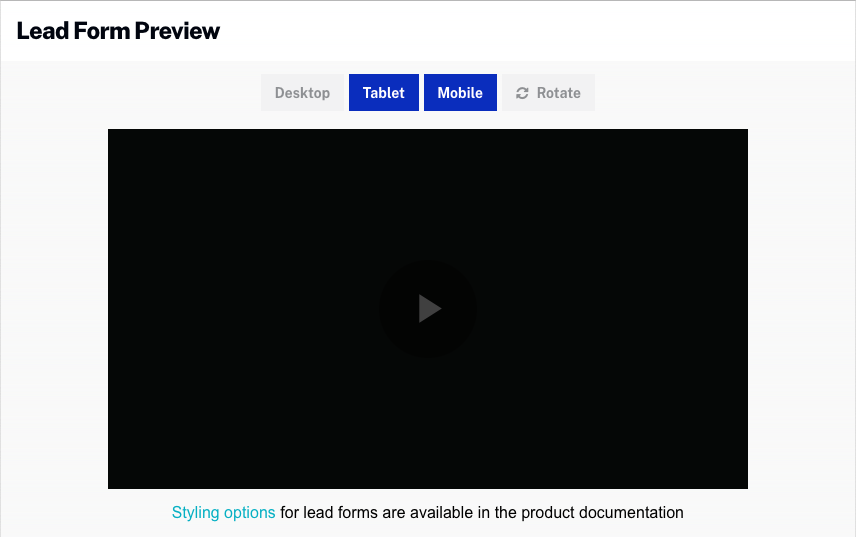 Lead Form Preview
Desktop Tablet Mobile Rotate
Styling options for lead forms are available in the product documentation